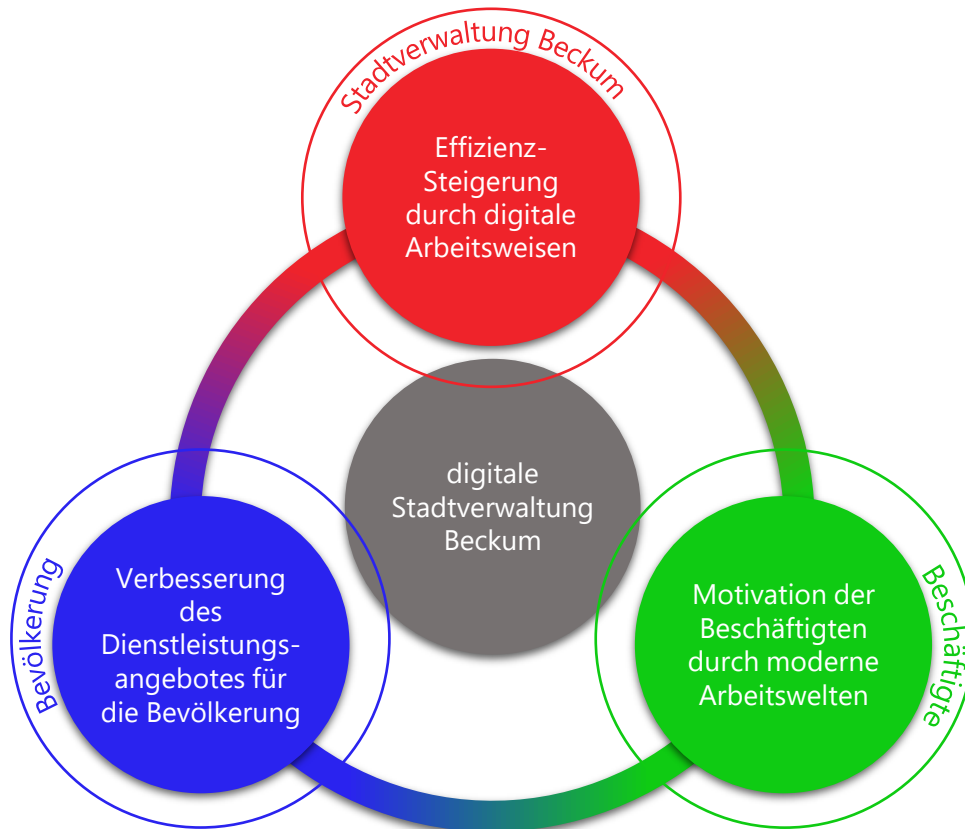 Stadtverwaltung Beckum
Effizienz-
Steigerung
durch digitale
Arbeitsweisen
digitale
Stadtverwaltung
Beckum
Bevölkerung
Verbesserung
des
Dienstleistungs-
angebotes für
die Bevölkerung
Motivation der
Beschäftigten
durch moderne
Arbeitswelten
Beschäftigte